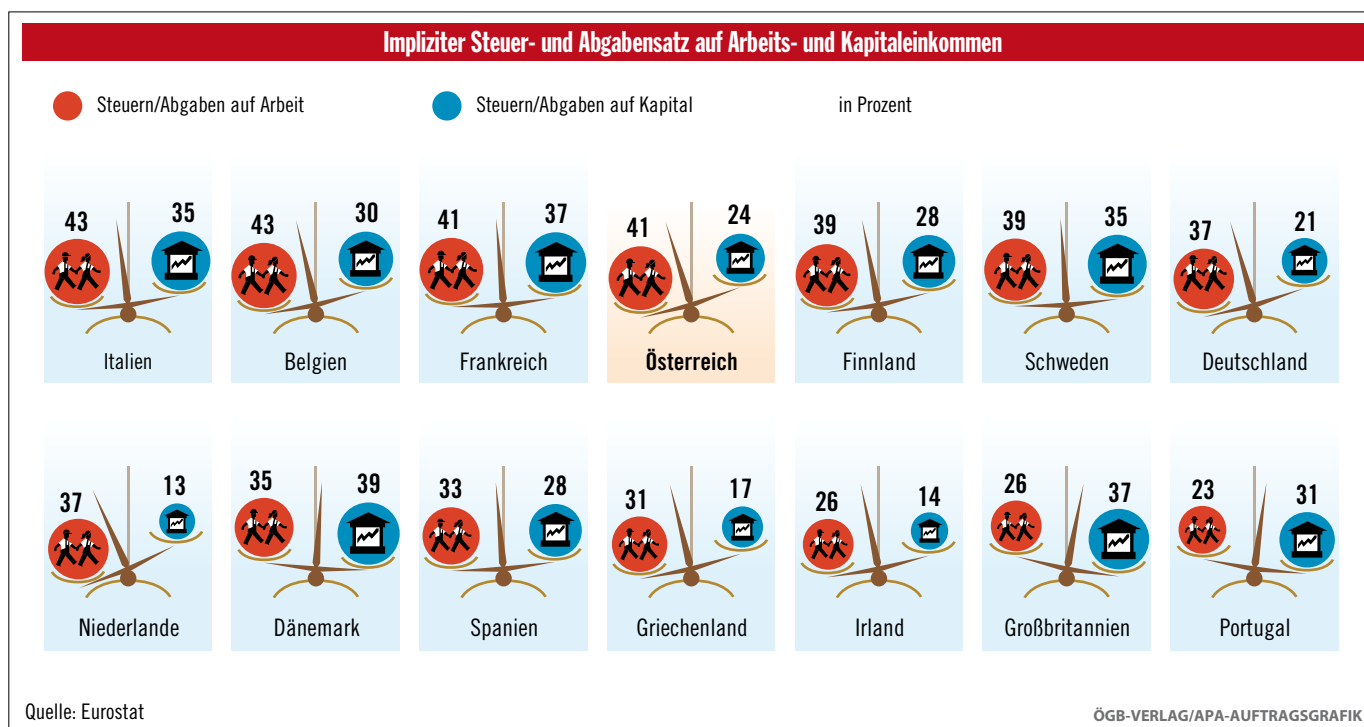 Impliziter Steuer- und Abgabensatz auf Arbeits- und Kapitaleinkommen
Steuern/Abgaben auf Arbeit Steuern/Abgaben auf Kapital in Prozent
43 35 43 30 41 37 41 24 39 28 39 35 37 21
Italien Belgien Frankreich Österreich Finnland Schweden Deutschland
37 13 35 39 33 28 31 17 26 14 26 37 23 31
Niederlande Dänemark Spanien Griechenland Irland Großbritannien Portugal
Quelle: Eurostat ÖGB-VERLAG/APA-AUFTRAGSGRAFIK